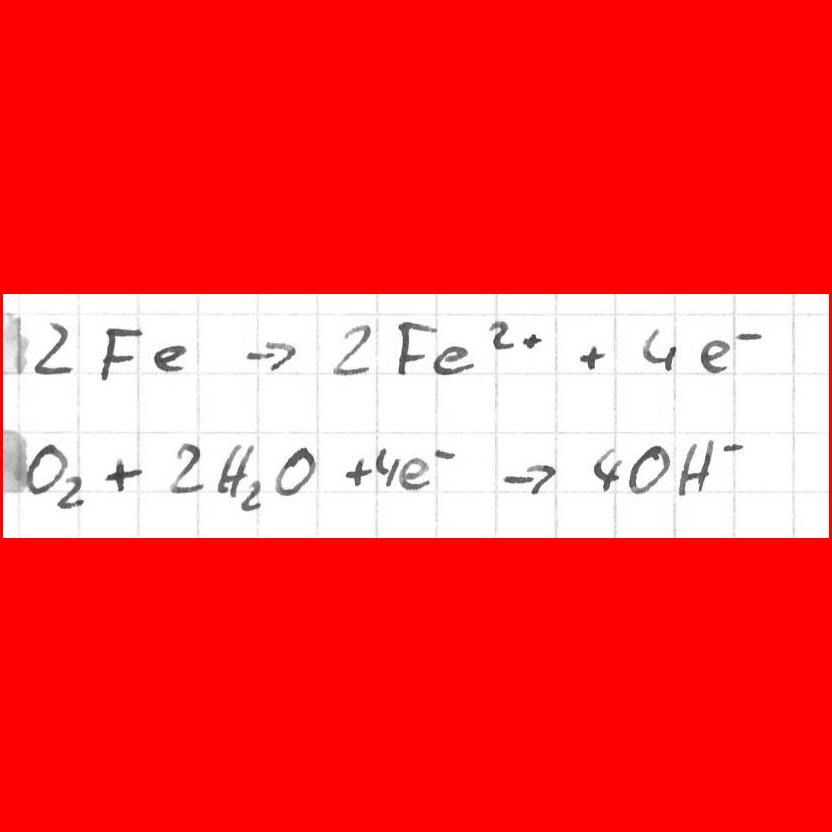 2 Fe → 2 Fe²⁺ + 4 e⁻
O₂ + 2 H₂O + 4e⁻ → 4OH⁻